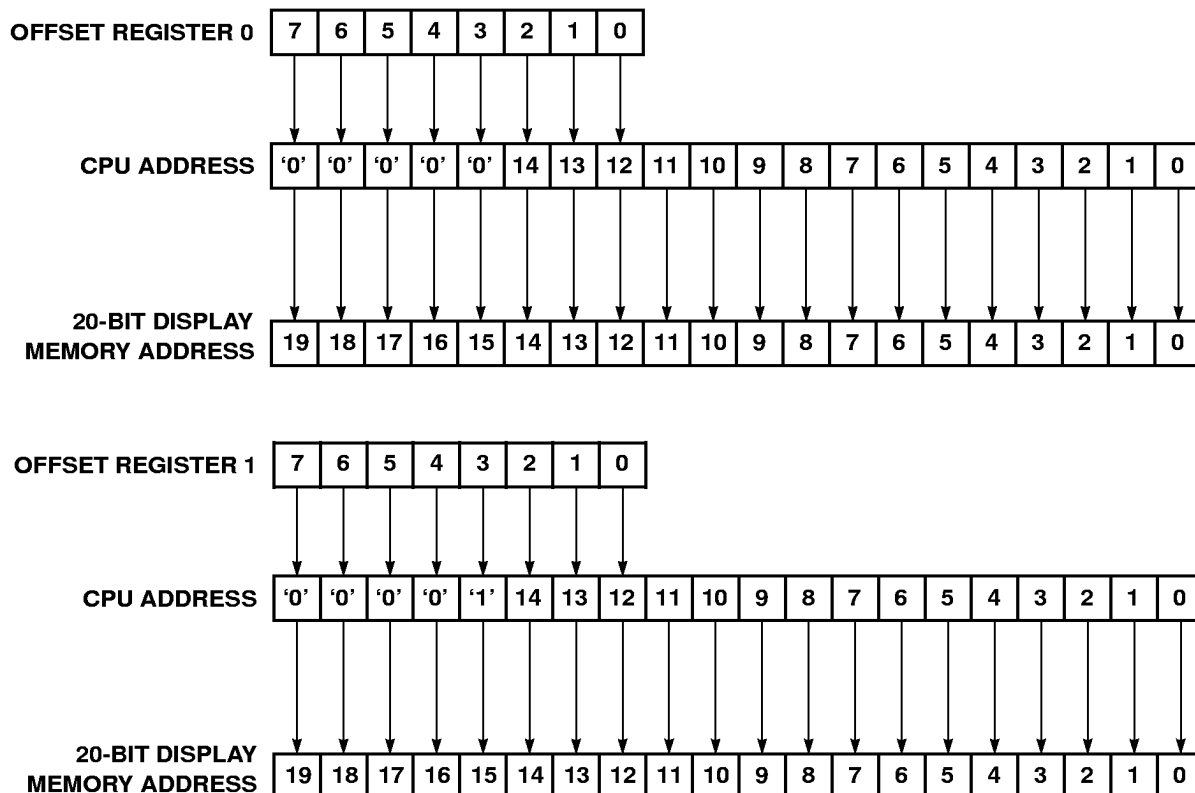 OFFSET REGISTER 0 7 6 5 4 3 2 1 0
CPU ADDRESS ‘0’ ‘0’ ‘0’ ‘0’ ‘0’ 14 13 12 11 10 9 8 7 6 5 4 3 2 1 0
20-BIT DISPLAY
MEMORY ADDRESS 19 18 17 16 15 14 13 12 11 10 9 8 7 6 5 4 3 2 1 0
OFFSET REGISTER 1 7 6 5 4 3 2 1 0
CPU ADDRESS ‘0’ ‘0’ ‘0’ ‘0’ ‘1’ 14 13 12 11 10 9 8 7 6 5 4 3 2 1 0
20-BIT DISPLAY
MEMORY ADDRESS 19 18 17 16 15 14 13 12 11 10 9 8 7 6 5 4 3 2 1 0